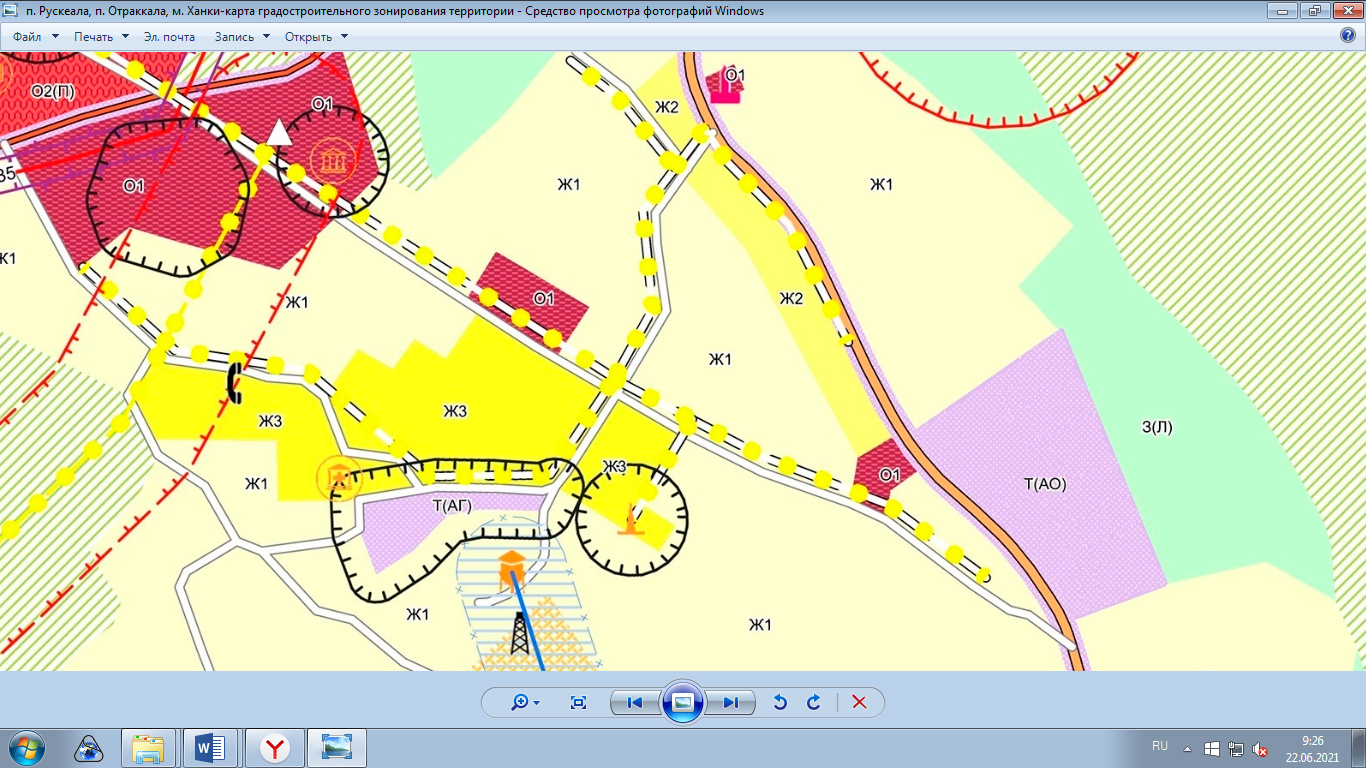 п. Рускеала, п. Отраккала, м. Ханки-карта градостроительного зонирования территории - Средство просмотра фотографий Windows
Файл Печать Эл. почта Запись Открыть
О2(П)
О1
О1
Ж2
О1
35
О1
Ж1
Ж1
Ж1
Ж1
О1
Ж2
Ж1
Ж3
Ж3
З(Л)
Ж1
Ж3
О1
Т(АО)
Т(АГ)
Ж1
Ж1
RU
9:26
22.06.2021